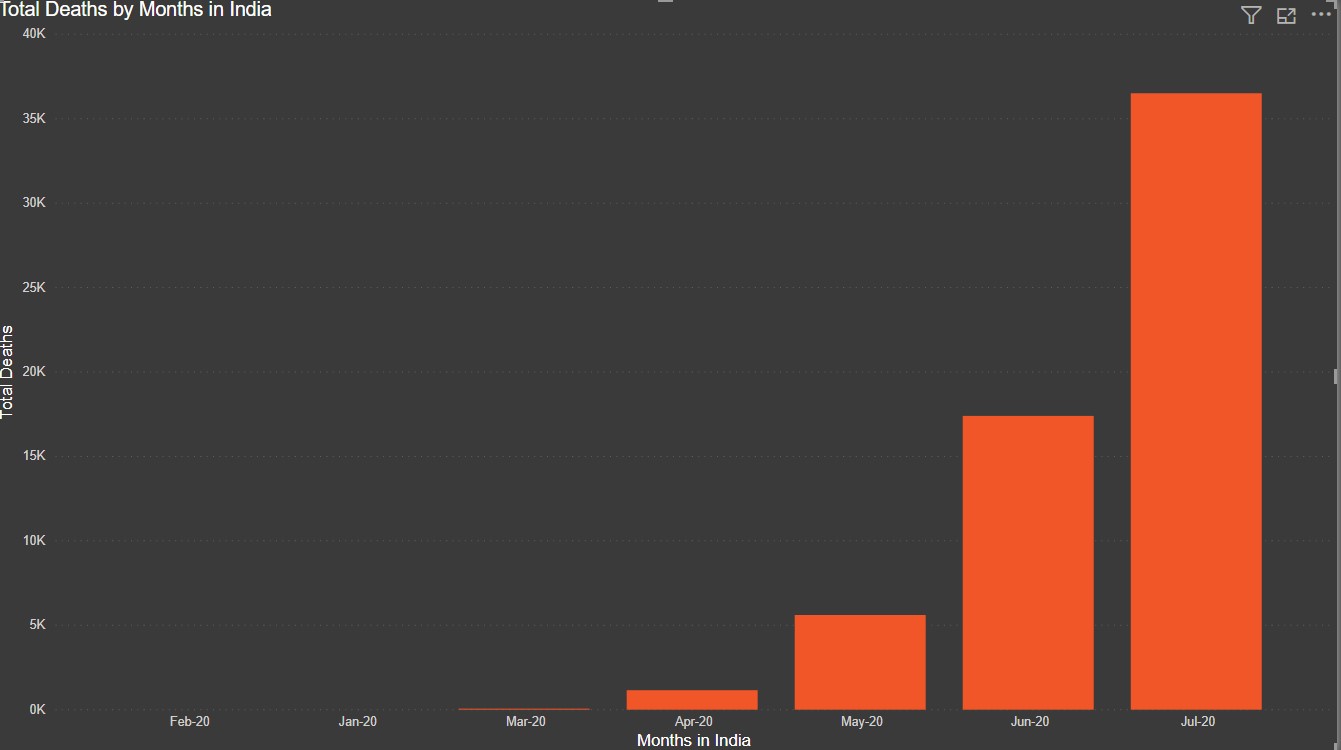 Total Deaths by Months in India
40K
35K
30K
25K
20K
15K
10K
5K
0K
Total Deaths
Feb-20 Jan-20 Mar-20 Apr-20 May-20 Jun-20 Jul-20
Months in India